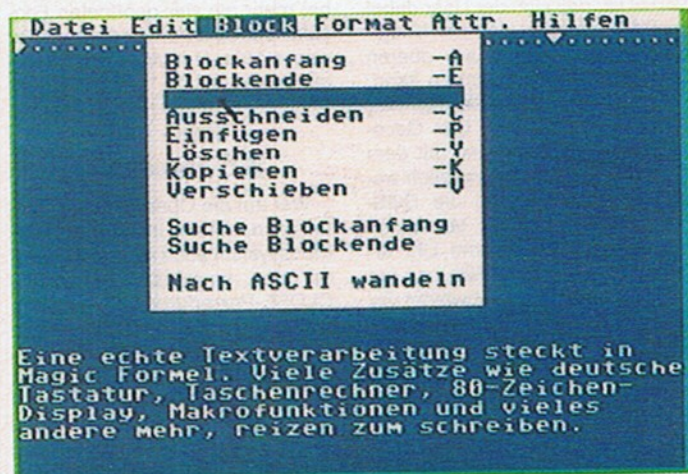 Datei Edit Block Format Attr. Hilfen
Blockanfang -A
Blockende -E
Ausschneiden -C
Einfügen -P
Löschen -Y
Kopieren -K
Verschieben -V
Suche Blockanfang
Suche Blockende
Nach ASCII wandeln
Eine echte Textverarbeitung steckt in
Magic Formel. Viele Zusätze wie deutsche
Tastatur, Taschenrechner, 80-Zeichen-
Display, Makrofunktionen und vieles
andere mehr, reizen zum schreiben.